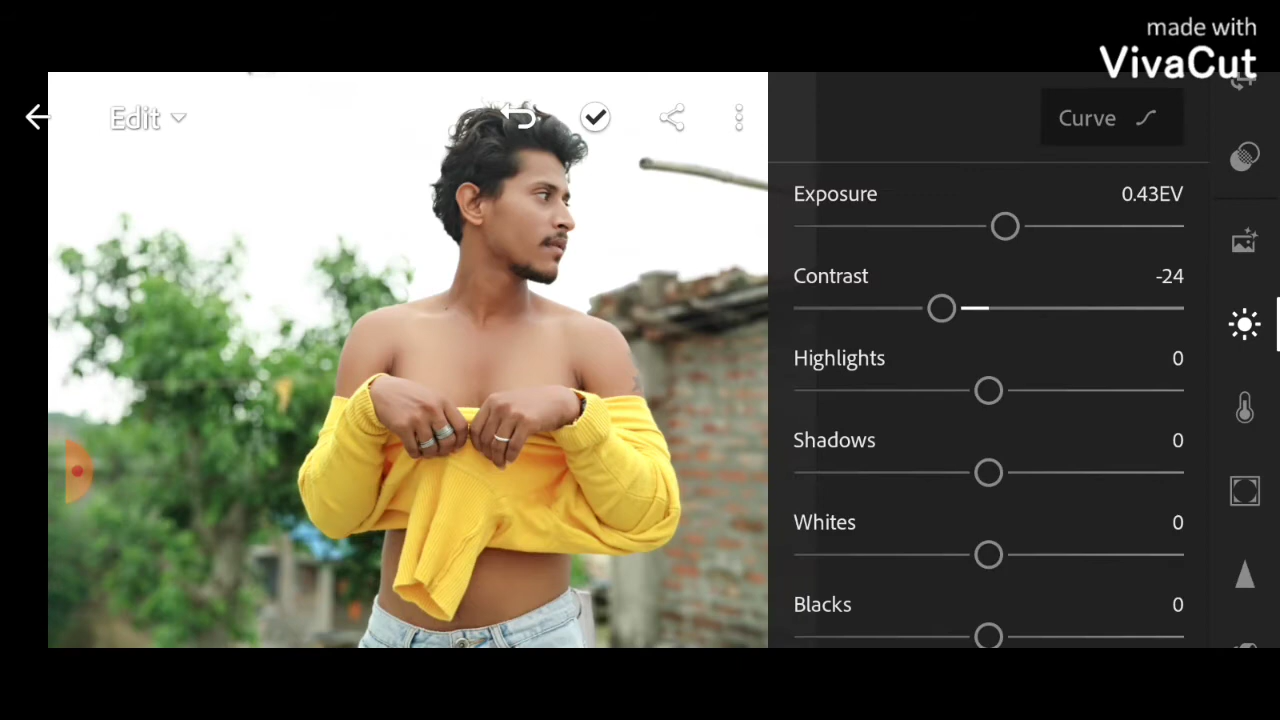 made with
VivaCut
Edit
Curve
Exposure 0.43EV
Contrast -24
Highlights 0
Shadows 0
Whites 0
Blacks 0